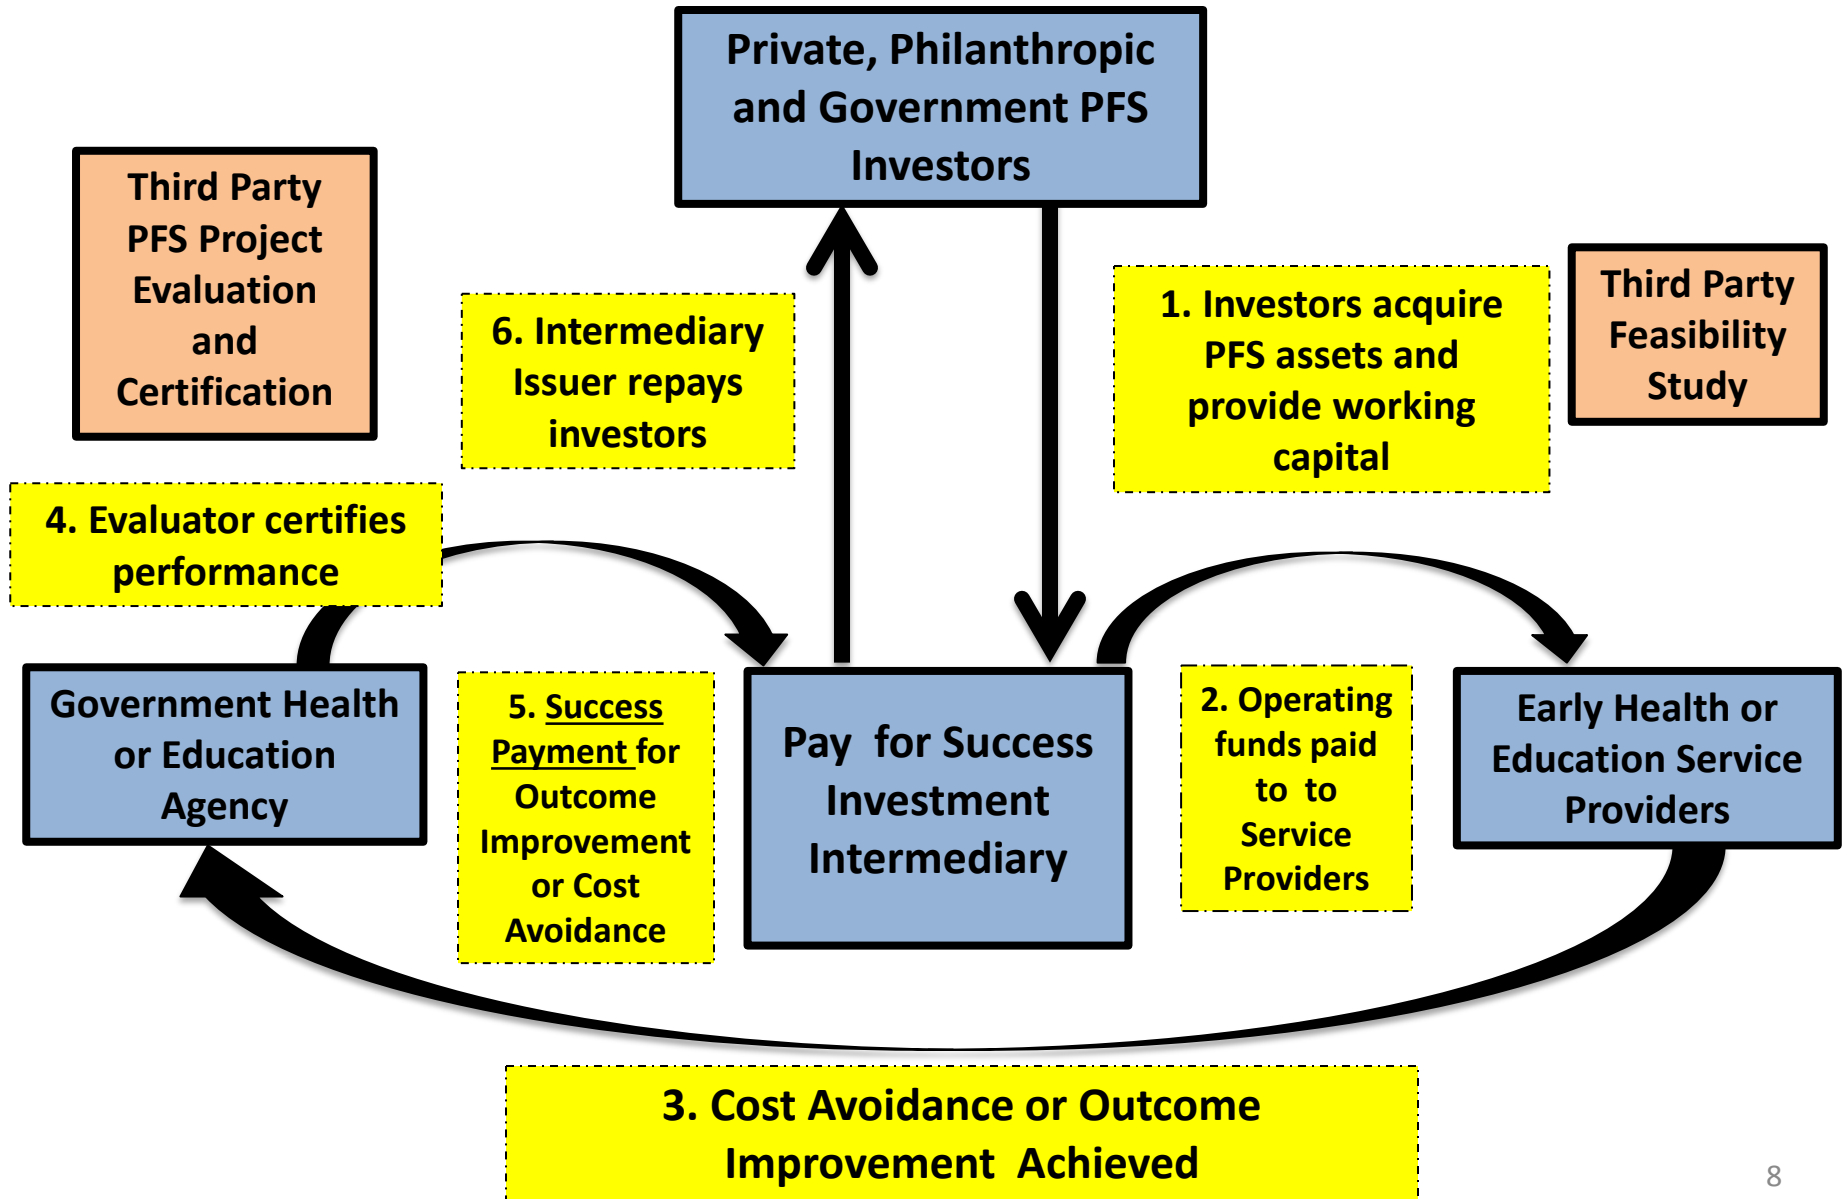 Private, Philanthropic
and Government PFS
Investors
Third Party
PFS Project
Evaluation
and
Certification
6. Intermediary
Issuer repays
investors
1. Investors acquire
PFS assets and
provide working
capital
Third Party
Feasibility
Study
4. Evaluator certifies
performance
Government Health
or Education
Agency
5. Success
Payment for
Outcome
Improvement
or Cost
Avoidance
Pay for Success
Investment
Intermediary
2. Operating
funds paid
to to
Service
Providers
Early Health or
Education Service
Providers
3. Cost Avoidance or Outcome
Improvement Achieved
8